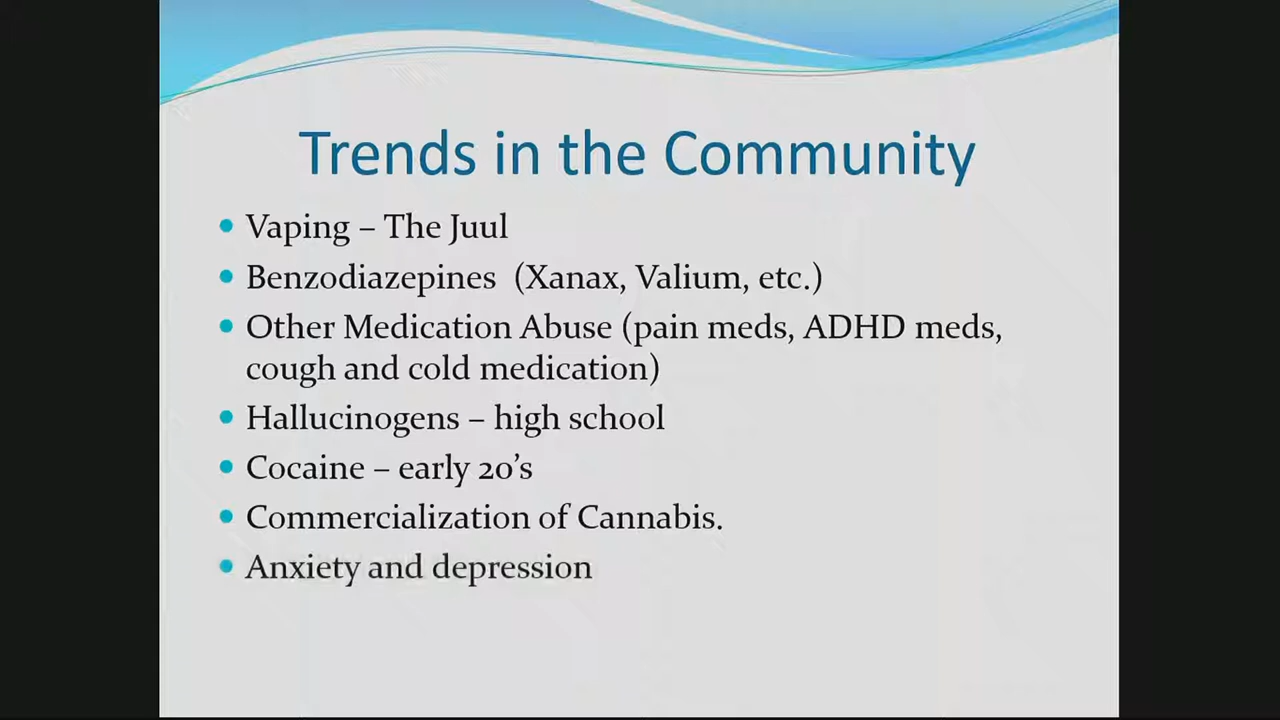 Trends in the Community
• Vaping – The Juul
• Benzodiazepines  (Xanax, Valium, etc.)
• Other Medication Abuse (pain meds, ADHD meds,
cough and cold medication)
• Hallucinogens – high school
• Cocaine – early 20’s
• Commercialization of Cannabis.
• Anxiety and depression